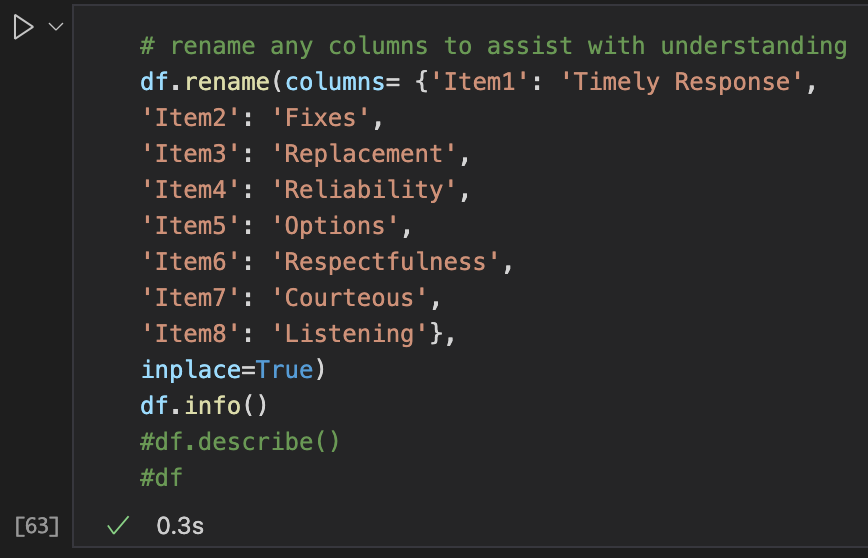 # rename any columns to assist with understanding
df.rename(columns= {'Item1': 'Timely Response',
'Item2': 'Fixes',
'Item3': 'Replacement',
'Item4': 'Reliability',
'Item5': 'Options',
'Item6': 'Respectfulness',
'Item7': 'Courteous',
'Item8': 'Listening'},
inplace=True)
df.info()
#df.describe()
#df
[63] 0.3s